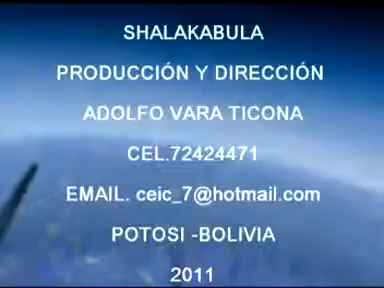 SHALAKABULA
PRODUCCIÓN Y DIRECCIÓN
ADOLFO VARA TICONA
CEL.72424471
EMAIL. ceic_7@hotmail.com
POTOSI -BOLIVIA
2011